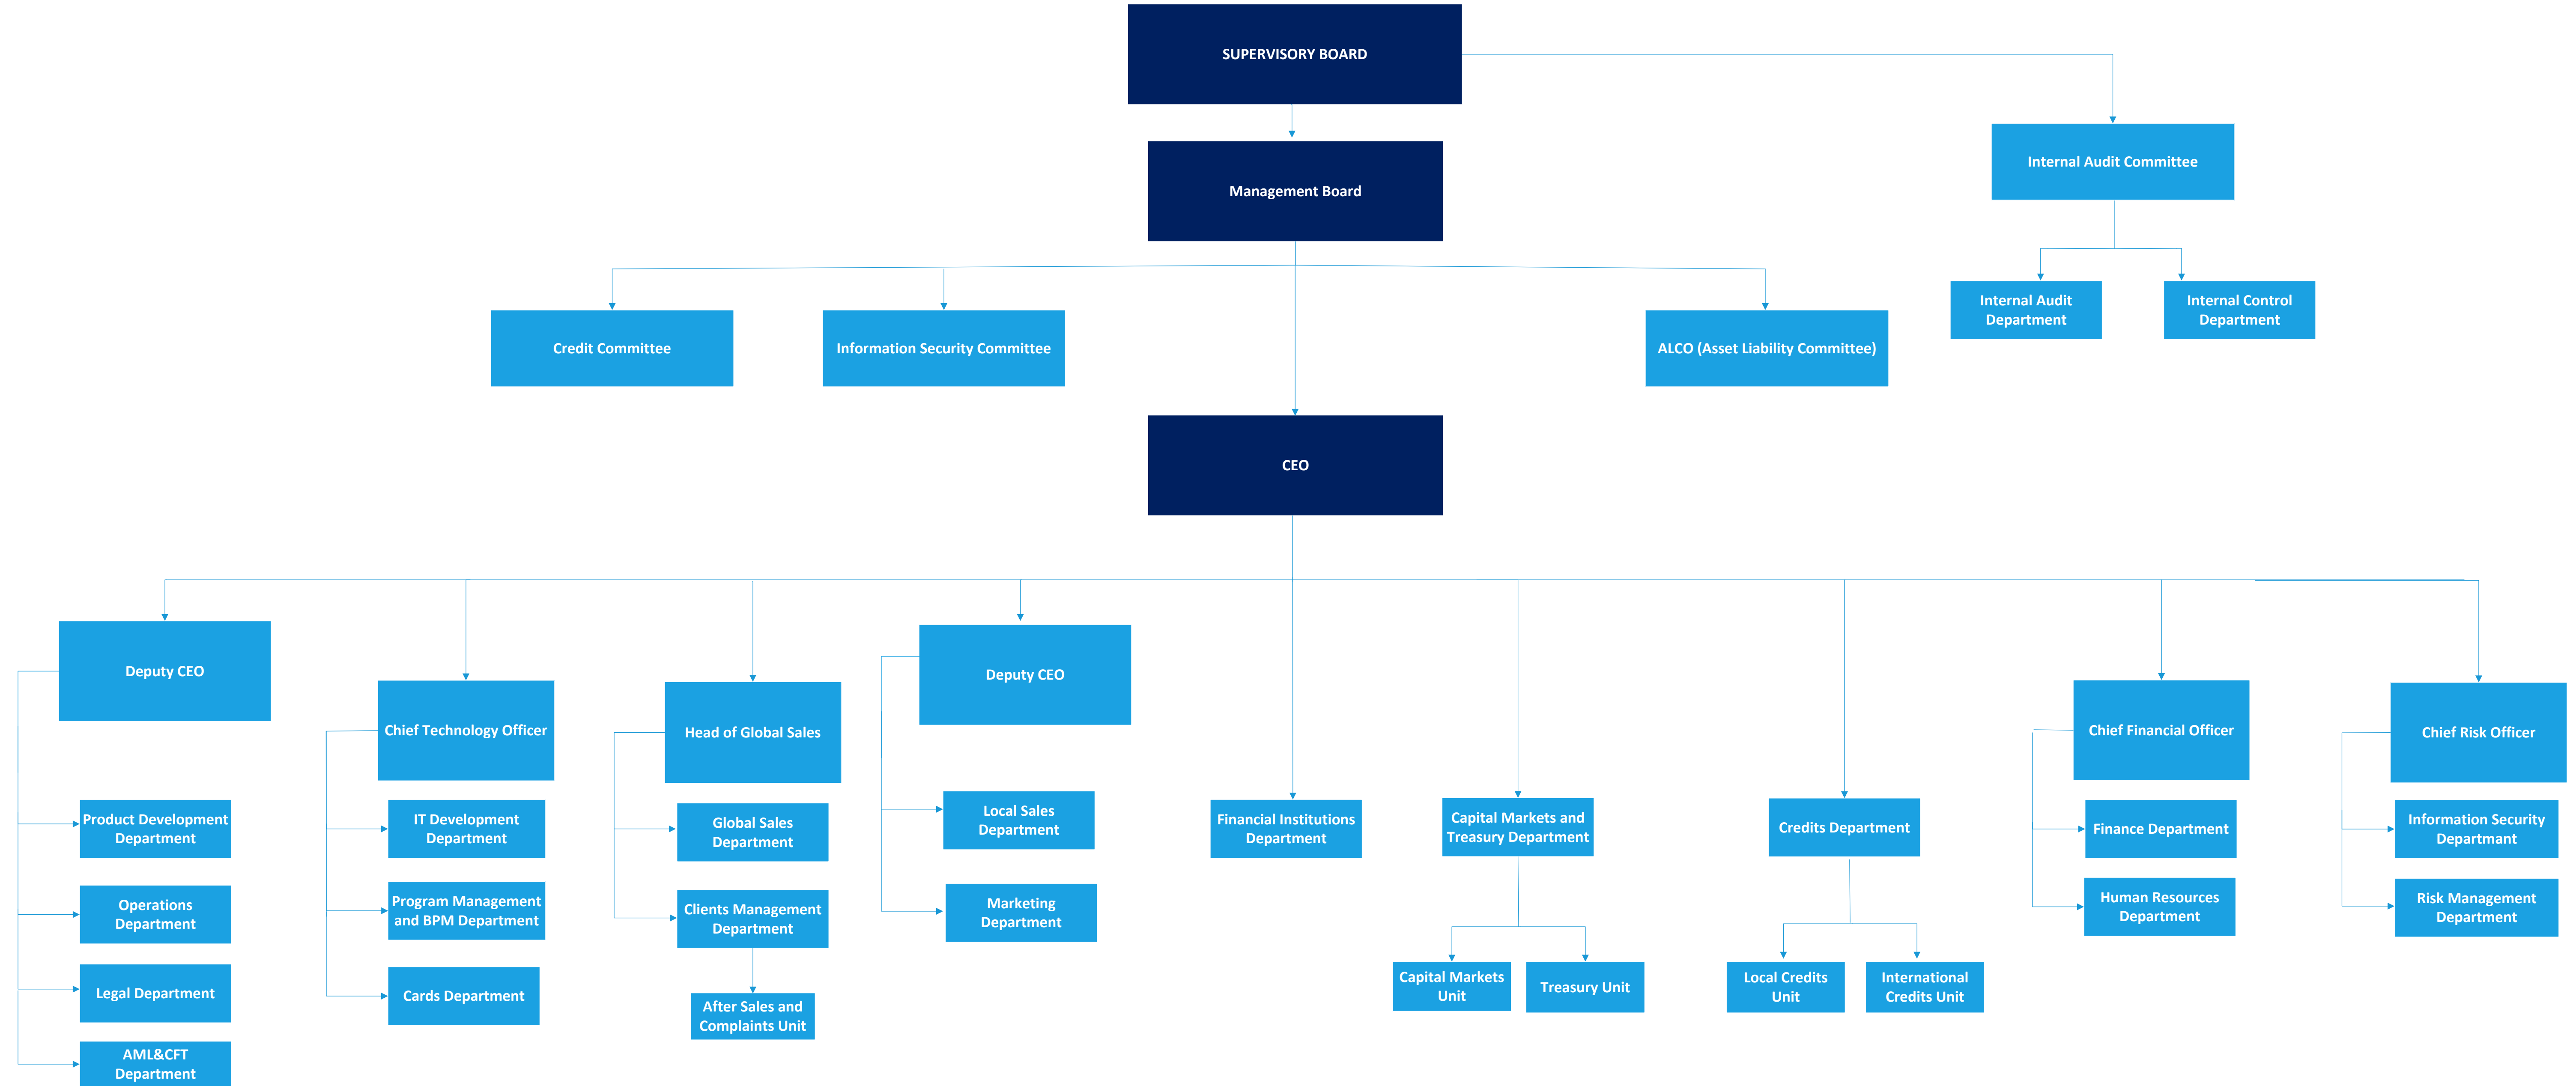 SUPERVISORY BOARD
Internal Audit Committee
Management Board
Internal Audit
Department
Internal Control
Department
Credit Committee
Information Security Committee
ALCO (Asset Liability Committee)
CEO
Deputy CEO
Chief Technology Officer
Head of Global Sales
Deputy CEO
Chief Financial Officer
Chief Risk Officer
Product Development
Department
IT Development
Department
Global Sales
Department
Local Sales
Department
Financial Institutions
Department
Capital Markets and
Treasury Department
Credits Department
Finance Department
Information Security
Departmant
Operations
Department
Program Management
and BPM Department
Clients Management
Department
Marketing
Department
Human Resources
Department
Risk Management
Department
Legal Department
Cards Department
After Sales and
Complaints Unit
Capital Markets
Unit
Treasury Unit
Local Credits
Unit
International
Credits Unit
AML&CFT
Department